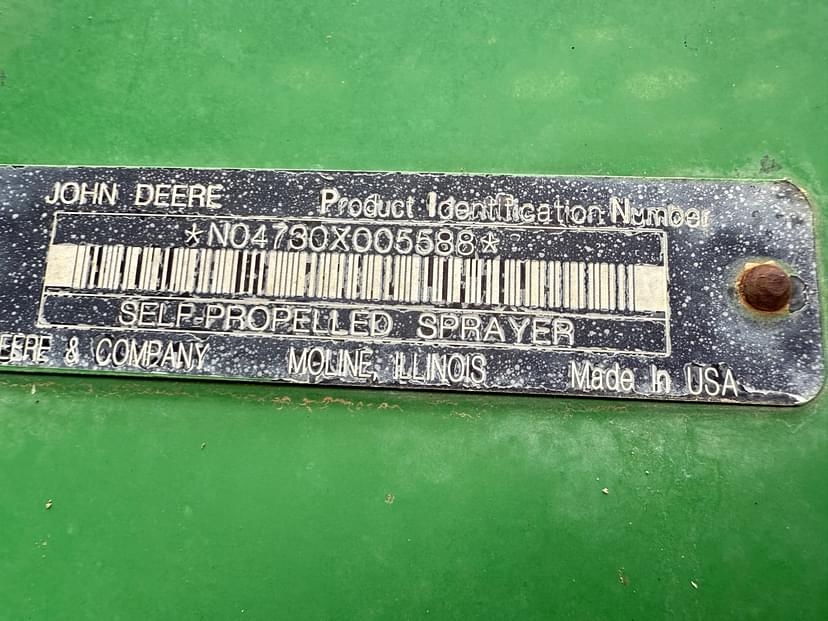 JOHN DEERE Product Identification Number
*N04730X005588*
SELF-PROPELLED SPRAYER
EERE & COMPANY MOLINE, ILLINOIS Made In USA